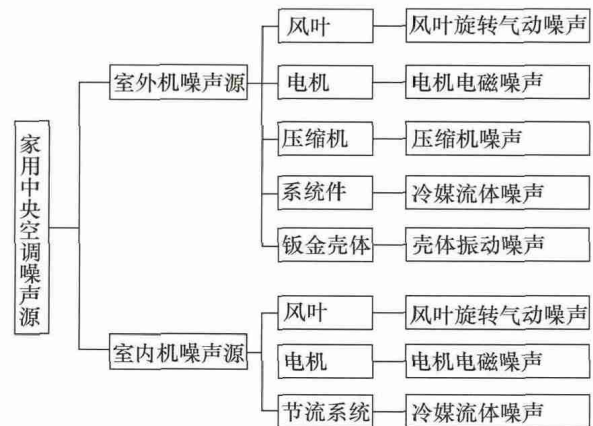 家用中央空调噪声源
室外机噪声源
风叶
风叶旋转气动噪声
电机
电机电磁噪声
压缩机
压缩机噪声
系统件
冷媒流体噪声
钣金壳体
壳体振动噪声
室内机噪声源
风叶
风叶旋转气动噪声
电机
电机电磁噪声
节流系统
冷媒流体噪声